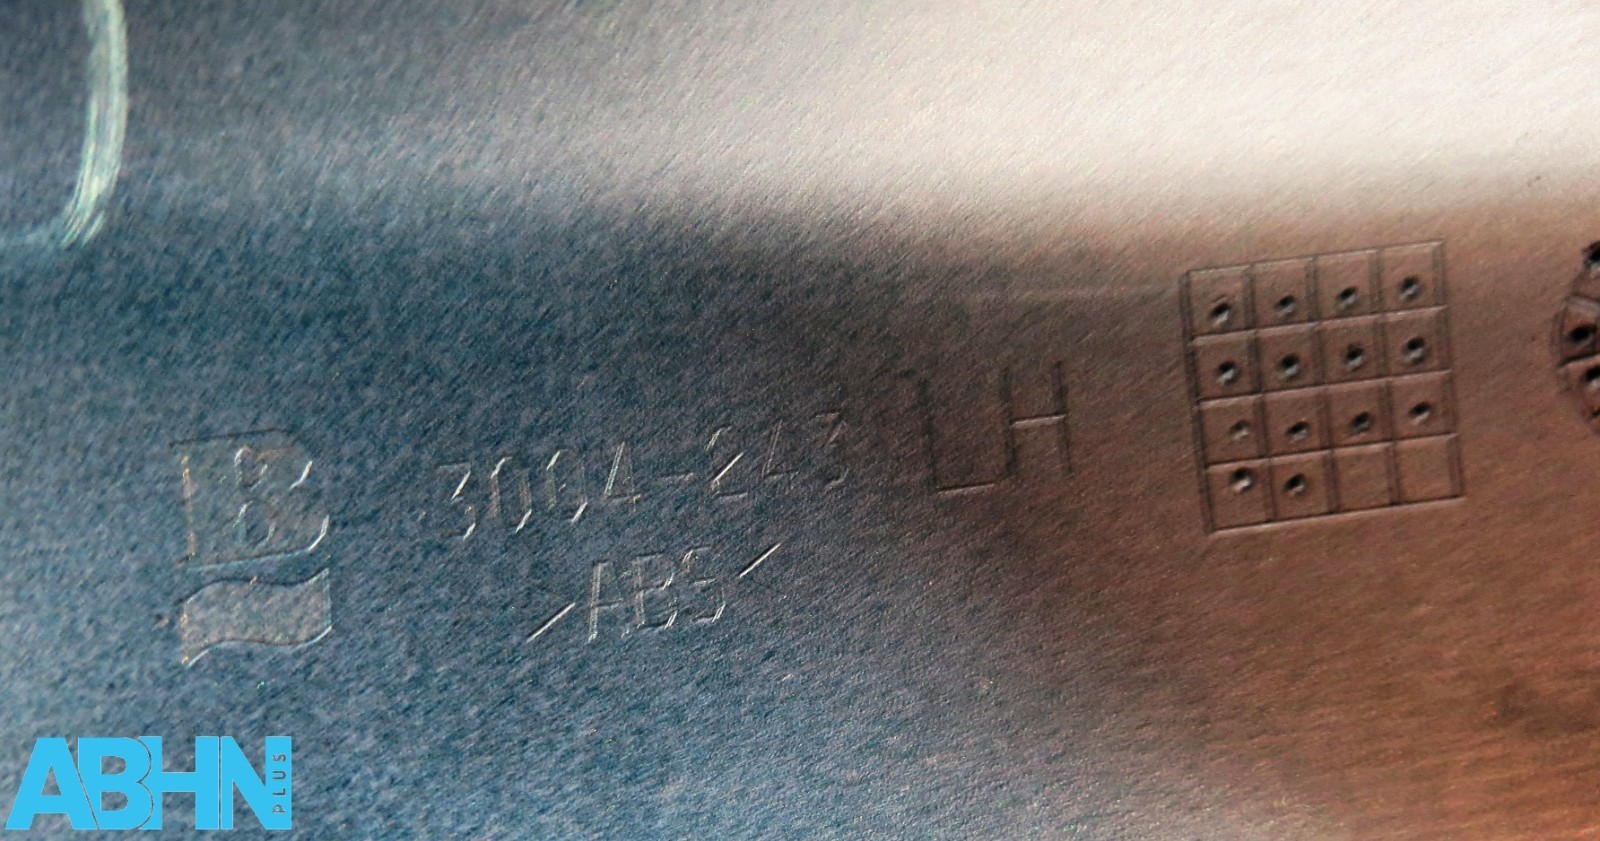 B 3004-243 LH
>ABS<
ABHN
PLUS